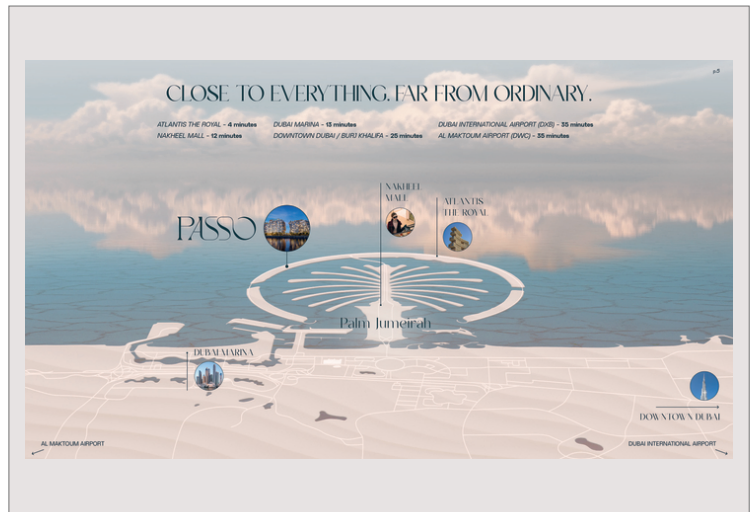 p5
CLOSE TO EVERYTHING. FAR FROM ORDINARY.
ATLANTIS THE ROYAL – 4 minutes
NAKHEEL MALL – 12 minutes
DUBAI MARINA – 13 minutes
DOWNTOWN DUBAI / BURJ KHALIFA – 25 minutes
DUBAI INTERNATIONAL AIRPORT (DXB) – 35 minutes
AL MAKTOUM AIRPORT (DWC) – 35 minutes
NAKHEEL
MALL
ATLANTIS
THE ROYAL
PASSO
Palm Jumeirah
DUBAI MARINA
DOWNTOWN DUBAI
AL MAKTOUM AIRPORT
DUBAI INTERNATIONAL AIRPORT